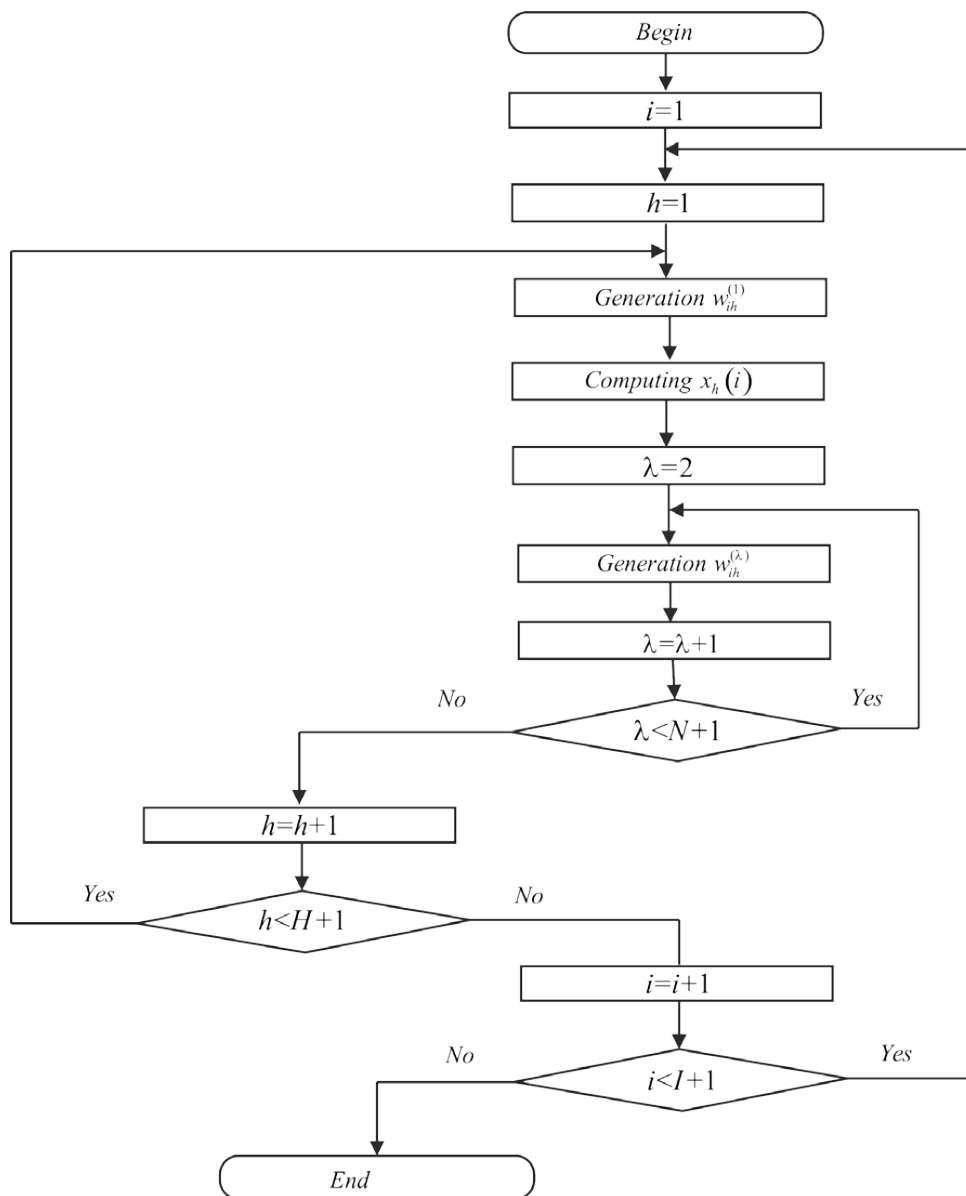 Begin
i=1
h=1
Generation w_{ih}^{(1)}
Computing x_h(i)
λ=2
Generation w_{ih}^{(λ)}
λ=λ+1
No
Yes
λ<N+1
h=h+1
Yes
No
h<H+1
i=i+1
No
Yes
i<I+1
End